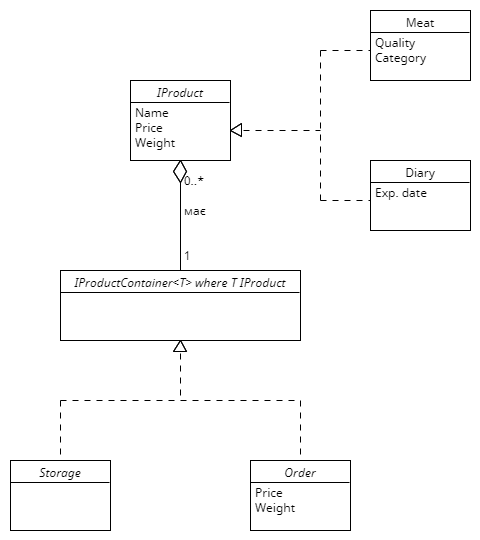 Meat
Quality
Category
IProduct
Name
Price
Weight
Diary
Exp. date
0..*
має
1
IProductContainer<T> where T IProduct
Storage
Order
Price
Weight